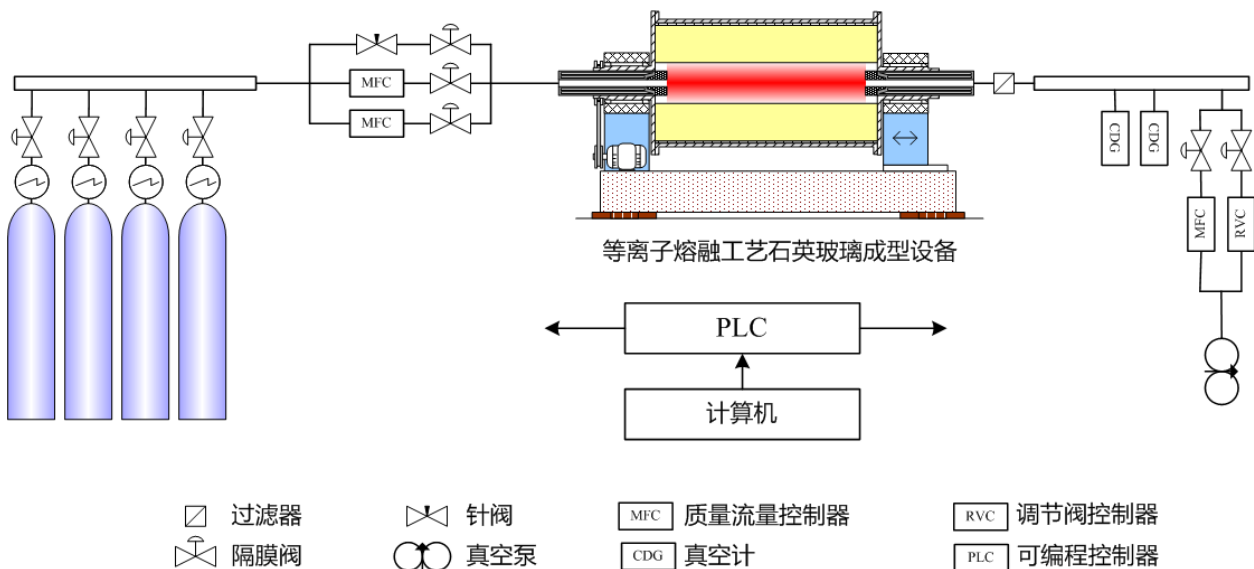 MFC
MFC
CDG
CDG
MFC
RVC
等离子熔融工艺石英玻璃成型设备
PLC
计算机
过滤器
针阀
MFC 质量流量控制器
RVC 调节阀控制器
隔膜阀
真空泵
CDG 真空计
PLC 可编程控制器